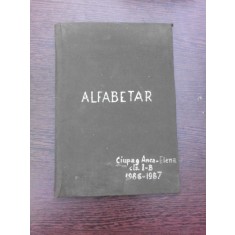 ALFABETAR
Ciupag Anca-Elena
cls. I-B
1986-1987